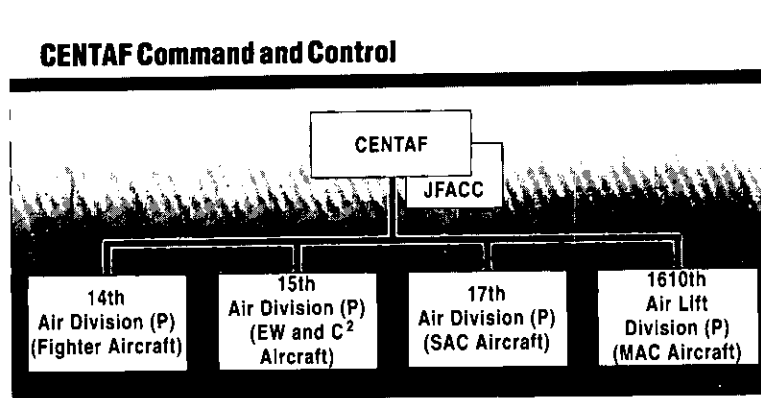 CENTAF Command and Control
CENTAF
JFACC
14th
Air Division (P)
(Fighter Aircraft)
15th
Air Division (P)
(EW and C²
Aircraft)
17th
Air Division (P)
(SAC Aircraft)
1610th
Air Lift
Division (P)
(MAC Aircraft)